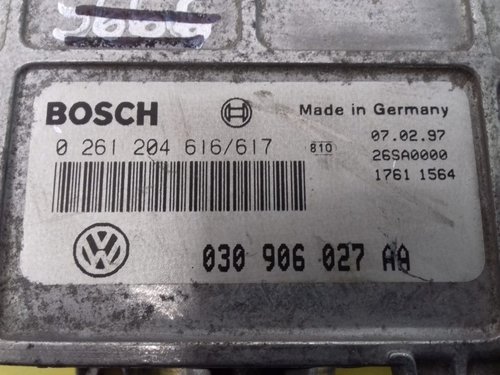 BOSCH
Made in Germany
0 261 204 616/617
810
07.02.97
26SA0000
1761 1564
VW
030 906 027 AA